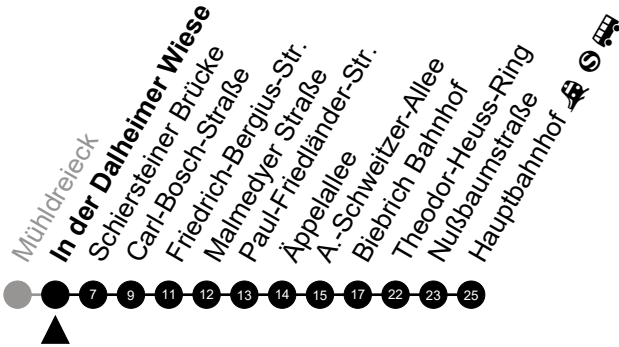 Mühldreieck
In der Dalheimer Wiese
Schiersteiner Brücke
Carl-Bosch-Straße
Friedrich-Bergius-Str.
Malmedyer Straße
Paul-Friedländer-Str.
Äppelallee
A.-Schweitzer-Allee
Biebrich Bahnhof
Theodor-Heuss-Ring
Nußbaumstraße
Hauptbahnhof S
7 9 11 12 13 14 15 17 22 23 25